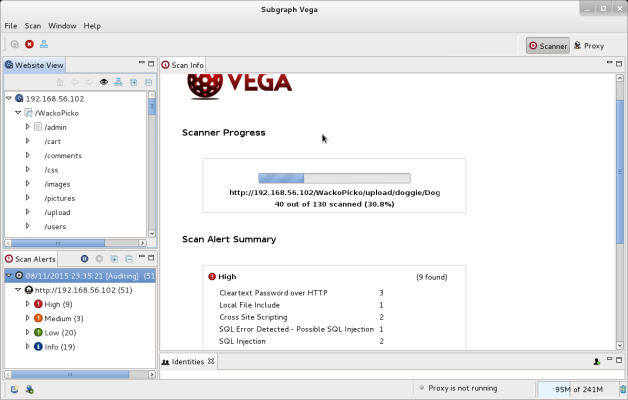 Subgraph Vega
File Scan Window Help
Scanner Proxy
Website View
192.168.56.102
/WackoPicko
/admin
/cart
/comments
/css
/images
/pictures
/upload
/users
Scan Alerts
08/11/2015 23:35:21 [Auditing] (51
http://192.168.56.102 (51)
High (9)
Medium (3)
Low (20)
Info (19)
Scan Info
VEGA
Scanner Progress
http://192.168.56.102/WackoPicko/upload/doggie/Dog
40 out of 130 scanned (30.8%)
Scan Alert Summary
High (9 found)
Cleartext Password over HTTP 3
Local File Include 1
Cross Site Scripting 2
SQL Error Detected - Possible SQL Injection 1
SQL Injection 2
Identities
Proxy is not running
95M of 241M